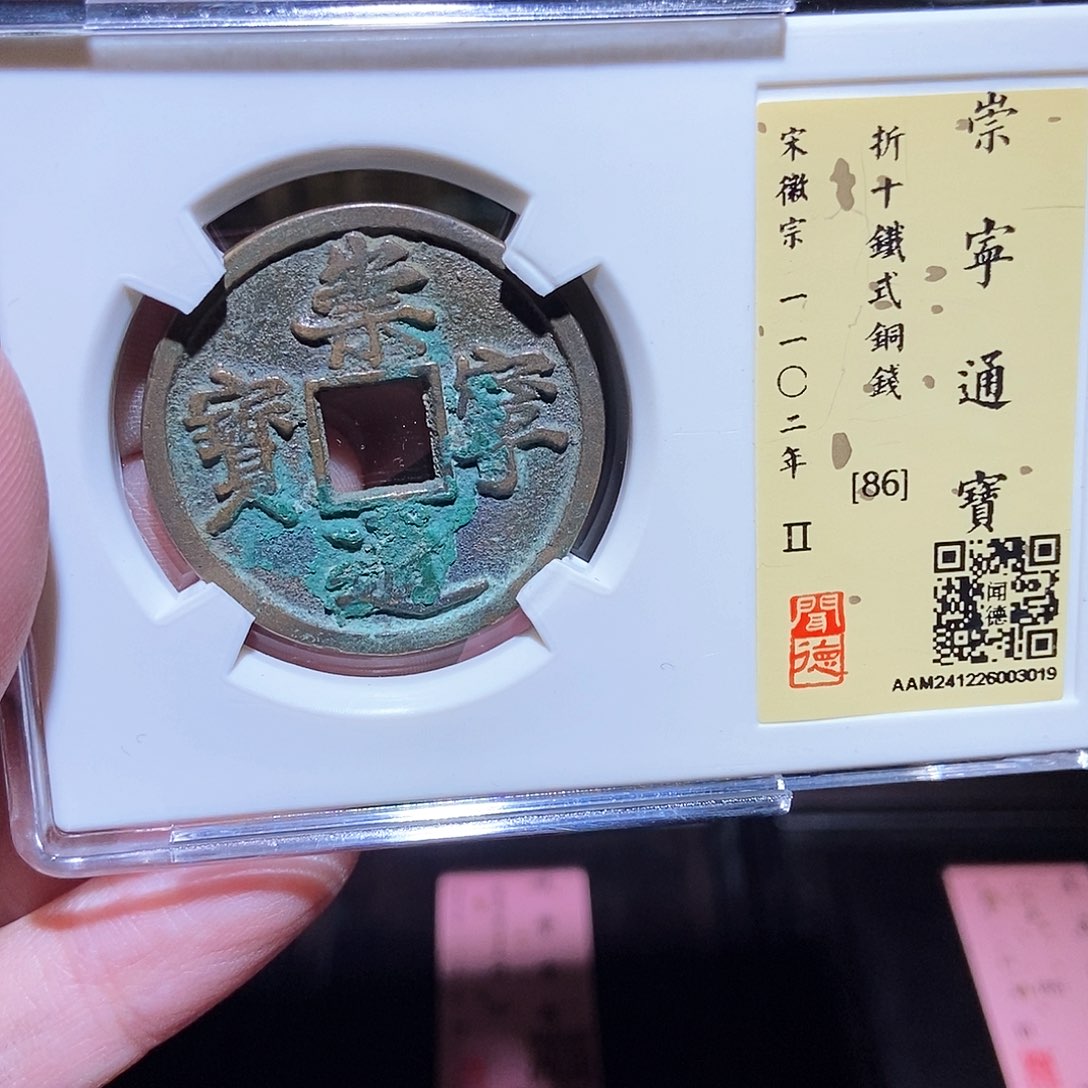 崇寧通寶
崇寧通寶
折十鐵式銅錢
[86]
宋徽宗 一一〇二年 II
聞德
闻德
AAM241226003019